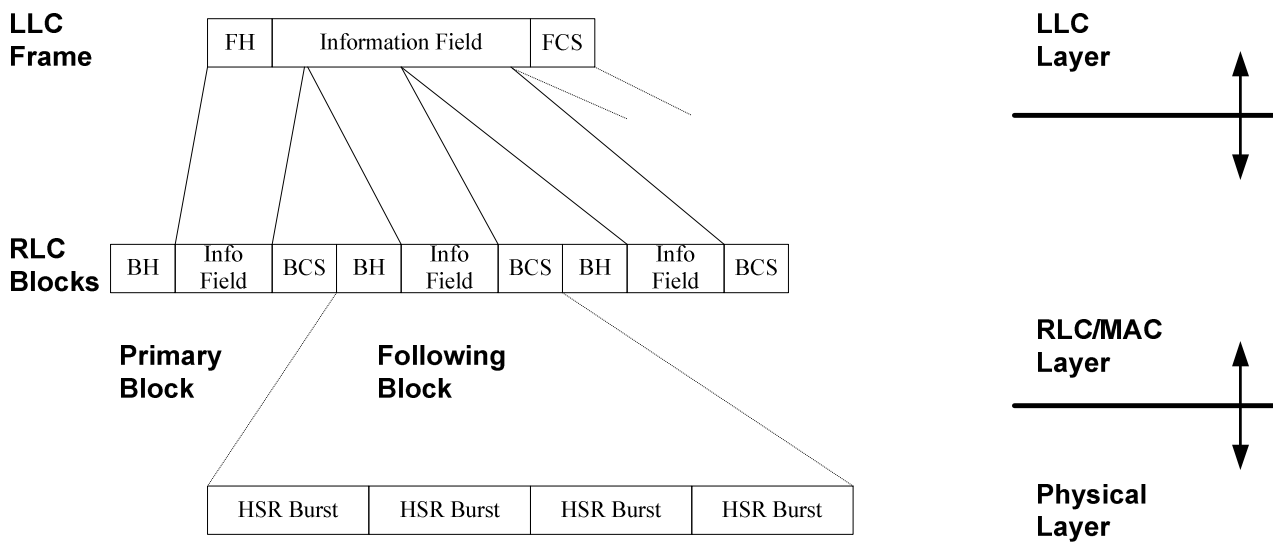 LLC
Frame
FH
Information Field
FCS
LLC
Layer
RLC
Blocks
BH
Info
Field
BCS
BH
Info
Field
BCS
BH
Info
Field
BCS
Primary
Block
Following
Block
RLC/MAC
Layer
HSR Burst
HSR Burst
HSR Burst
HSR Burst
Physical
Layer